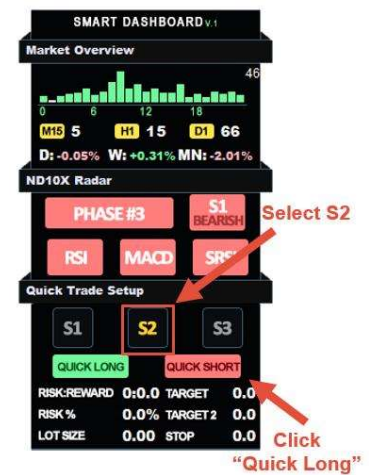 SMART DASHBOARD V.1
Market Overview
46
0 6 12 18
M15 5 H1 15 D1 66
D: -0.05% W: +0.31% MN: -2.01%
ND10X Radar
PHASE #3 S1 BEARISH
Select S2
RSI MACD SRSI
Quick Trade Setup
S1 S2 S3
QUICK LONG QUICK SHORT
RISK:REWARD 0:0.0 TARGET 0.0
RISK % 0.0% TARGET 2 0.0
LOT SIZE 0.00 STOP 0.0
Click
“Quick Long”